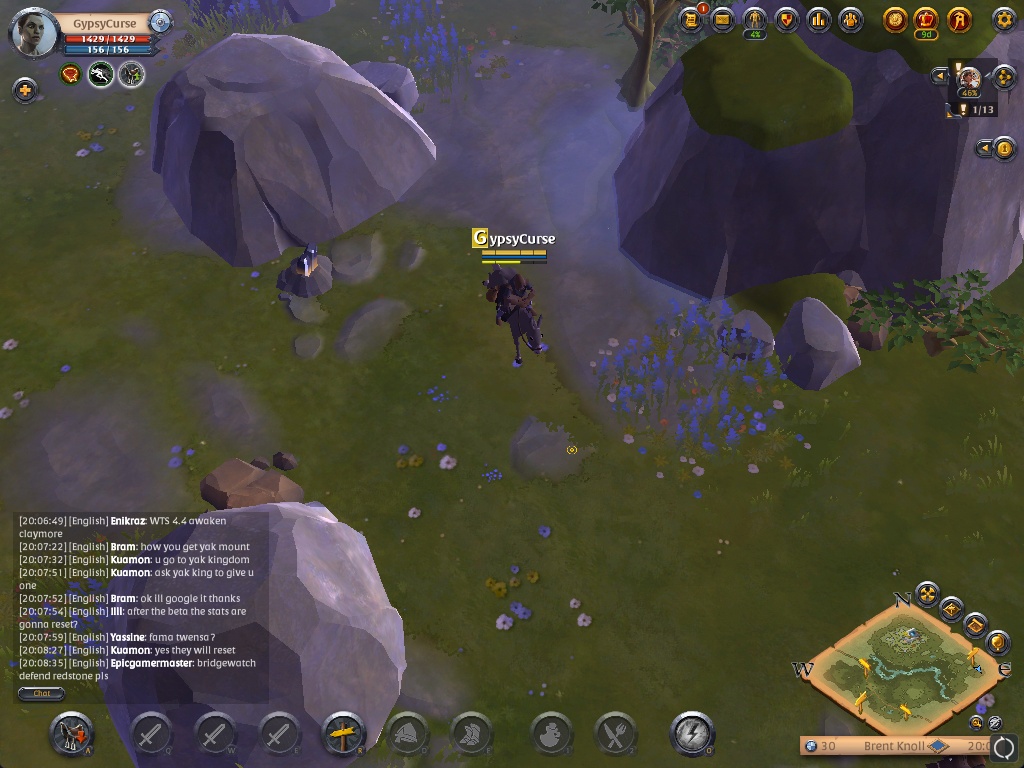 GypsyCurse
1429 / 1429
156 / 156
1
4%
9d
46%
1/13
GypsyCurse
[20:06:49] [English] Enikraz: WTS 4.4 awaken
claymore
[20:07:22] [English] Bram: how you get yak mount
[20:07:32] [English] Kuamon: u go to yak kingdom
[20:07:51] [English] Kuamon: ask yak king to give u
one
[20:07:52] [English] Bram: ok ill google it thanks
[20:07:54] [English] Illi: after the beta the stats are
gonna reset?
[20:07:59] [English] Yassine: fama twensa?
[20:08:27] [English] Kuamon: yes they will reset
[20:08:35] [English] Epicgamermaster: bridgewatch
defend redstone pls
Chat
N
W
E
A
Q
W
E
R
30 Brent Knoll